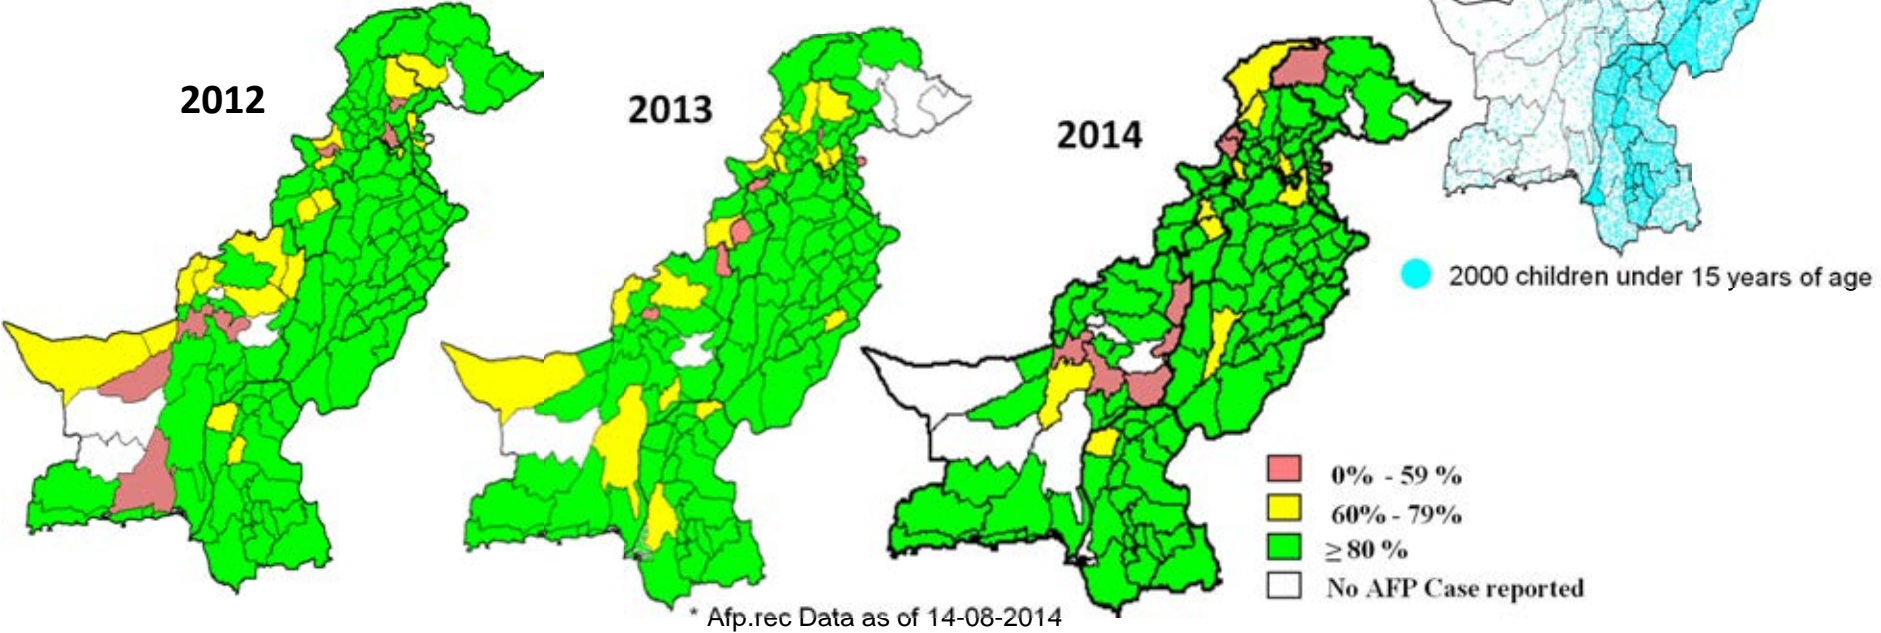 2012
2013
2014
2000 children under 15 years of age
0% - 59 %
60% - 79%
≥ 80 %
No AFP Case reported
* Afp.rec Data as of 14-08-2014